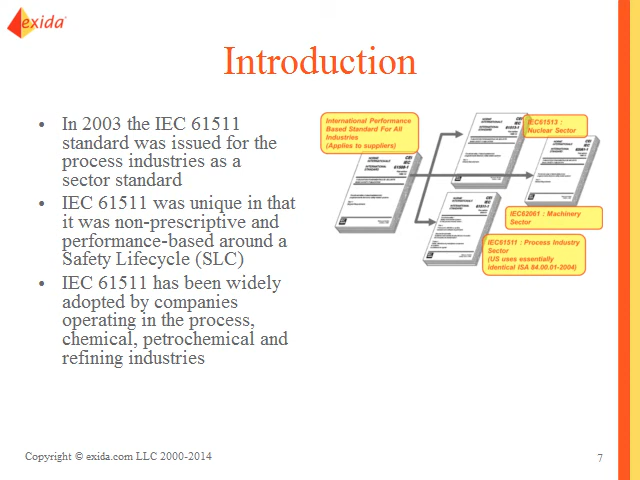 exida
Introduction
• In 2003 the IEC 61511
standard was issued for the
process industries as a
sector standard
• IEC 61511 was unique in that
it was non-prescriptive and
performance-based around a
Safety Lifecycle (SLC)
• IEC 61511 has been widely
adopted by companies
operating in the process,
chemical, petrochemical and
refining industries
International Performance
Based Standard For All
Industries
(Applies to suppliers)
IEC61513 :
Nuclear Sector
IEC62061 : Machinery
Sector
IEC61511 : Process Industry
Sector
(US uses essentially
identical ISA 84.00.01-2004)
Copyright © exida.com LLC 2000-2014
7